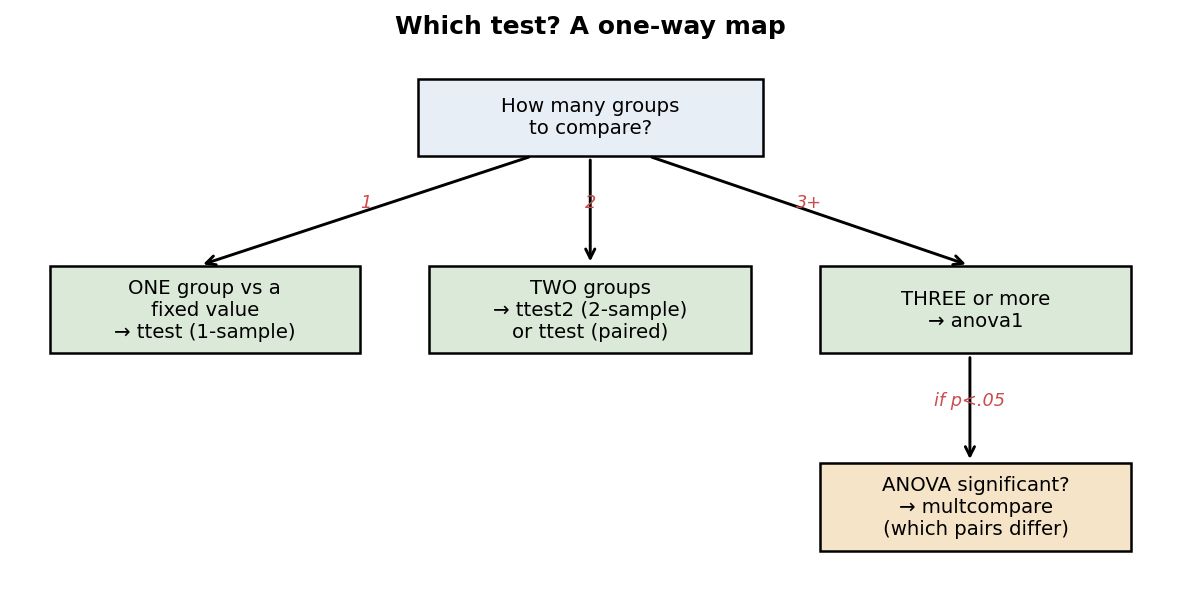 Which test? A one-way map
How many groups
to compare?
1
2
3+
ONE group vs a
fixed value
→ ttest (1-sample)
TWO groups
→ ttest2 (2-sample)
or ttest (paired)
THREE or more
→ anova1
if p<.05
ANOVA significant?
→ multcompare
(which pairs differ)